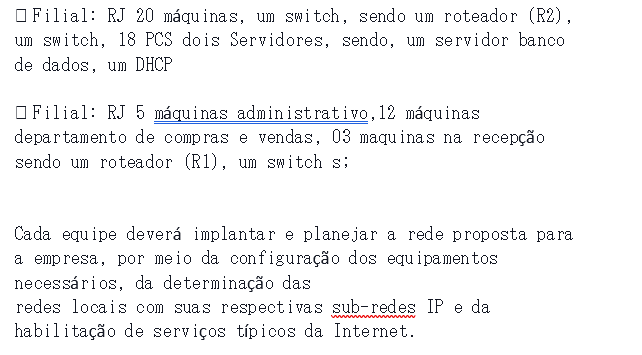 □ Filial: RJ 20 máquinas, um switch, sendo um roteador (R2),
um switch, 18 PCS dois Servidores, sendo, um servidor banco
de dados, um DHCP
□ Filial: RJ 5 máquinas administrativo,12 máquinas
departamento de compras e vendas, 03 maquinas na recepção
sendo um roteador (R1), um switch s;
Cada equipe deverá implantar e planejar a rede proposta para
a empresa, por meio da configuração dos equipamentos
necessários, da determinação das
redes locais com suas respectivas sub-redes IP e da
habilitação de serviços típicos da Internet.